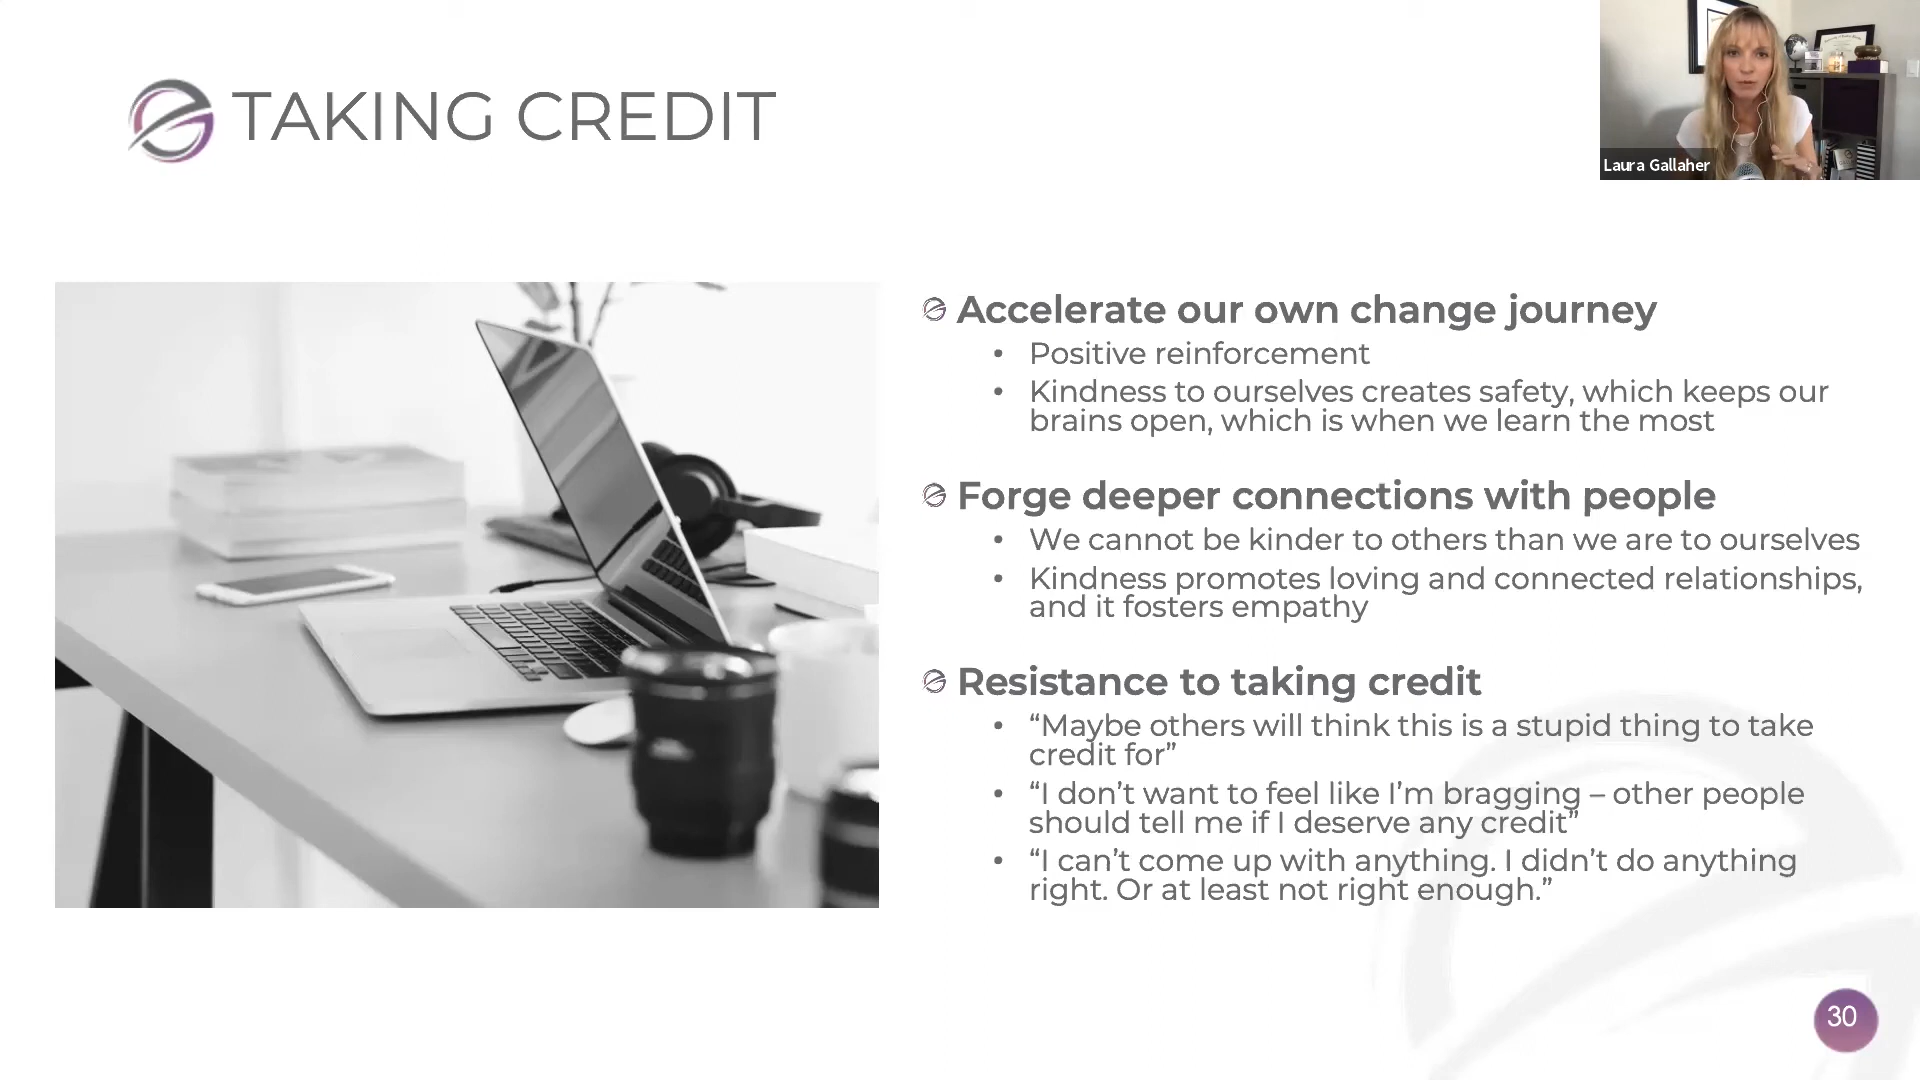 TAKING CREDIT
Laura Gallaher
Accelerate our own change journey
• Positive reinforcement
• Kindness to ourselves creates safety, which keeps our
brains open, which is when we learn the most
Forge deeper connections with people
• We cannot be kinder to others than we are to ourselves
• Kindness promotes loving and connected relationships,
and it fosters empathy
Resistance to taking credit
• “Maybe others will think this is a stupid thing to take
credit for”
• “I don’t want to feel like I’m bragging – other people
should tell me if I deserve any credit”
• “I can’t come up with anything. I didn’t do anything
right. Or at least not right enough.”
30